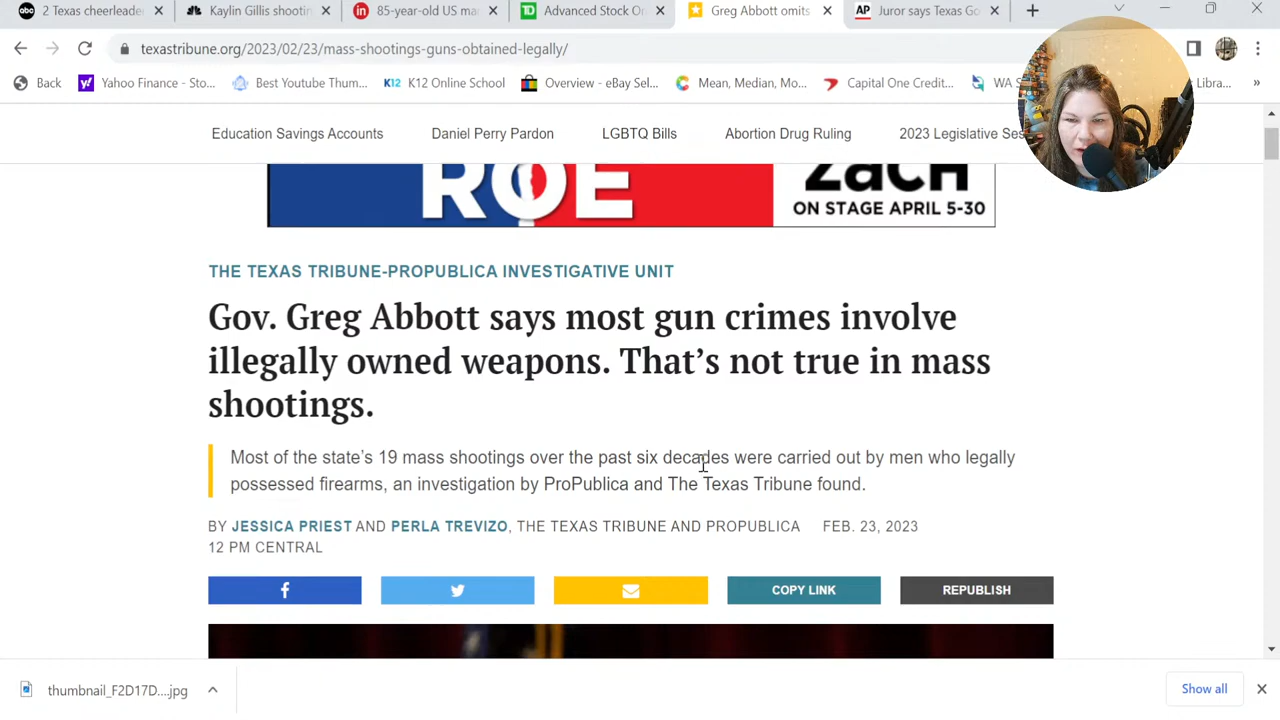 2 Texas cheerlead
Kaylin Gillis shootin
85-year-old US ma
Advanced Stock O
Greg Abbott omits
AP
Juror says Texas Go
texastribune.org/2023/02/23/mass-shootings-guns-obtained-legally/
Back
Yahoo Finance - Sto...
Best Youtube Thum...
K12 K12 Online School
Overview - eBay Sel...
Mean, Median, Mo...
Capital One Credit...
WA S
Libra...
»
Education Savings Accounts
Daniel Perry Pardon
LGBTQ Bills
Abortion Drug Ruling
2023 Legislative Ses
ROE
ZACH
ON STAGE APRIL 5-30
THE TEXAS TRIBUNE-PROPUBLICA INVESTIGATIVE UNIT
Gov. Greg Abbott says most gun crimes involve
illegally owned weapons. That’s not true in mass
shootings.
Most of the state’s 19 mass shootings over the past six decades were carried out by men who legally
possessed firearms, an investigation by ProPublica and The Texas Tribune found.
BY JESSICA PRIEST AND PERLA TREVIZO, THE TEXAS TRIBUNE AND PROPUBLICA FEB. 23, 2023
12 PM CENTRAL
COPY LINK
REPUBLISH
thumbnail_F2D17D....jpg
Show all